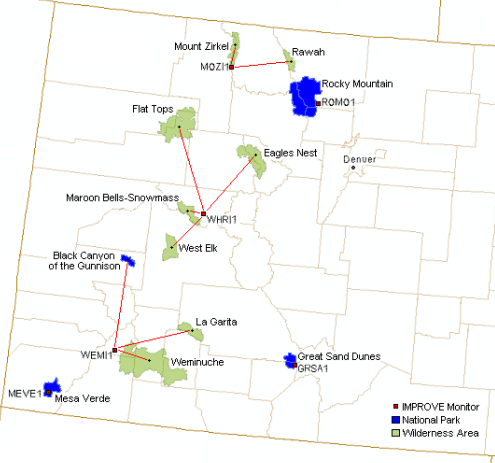 Mount Zirkel
Rawah
MOZI1
Rocky Mountain
ROMO1
Flat Tops
Eagles Nest
Denver
Maroon Bells-Snowmass
WHRI1
West Elk
Black Canyon
of the Gunnison
La Garita
WEMI1
Weminuche
Great Sand Dunes
GRSA1
MEVE1
Mesa Verde
IMPROVE Monitor
National Park
Wilderness Area